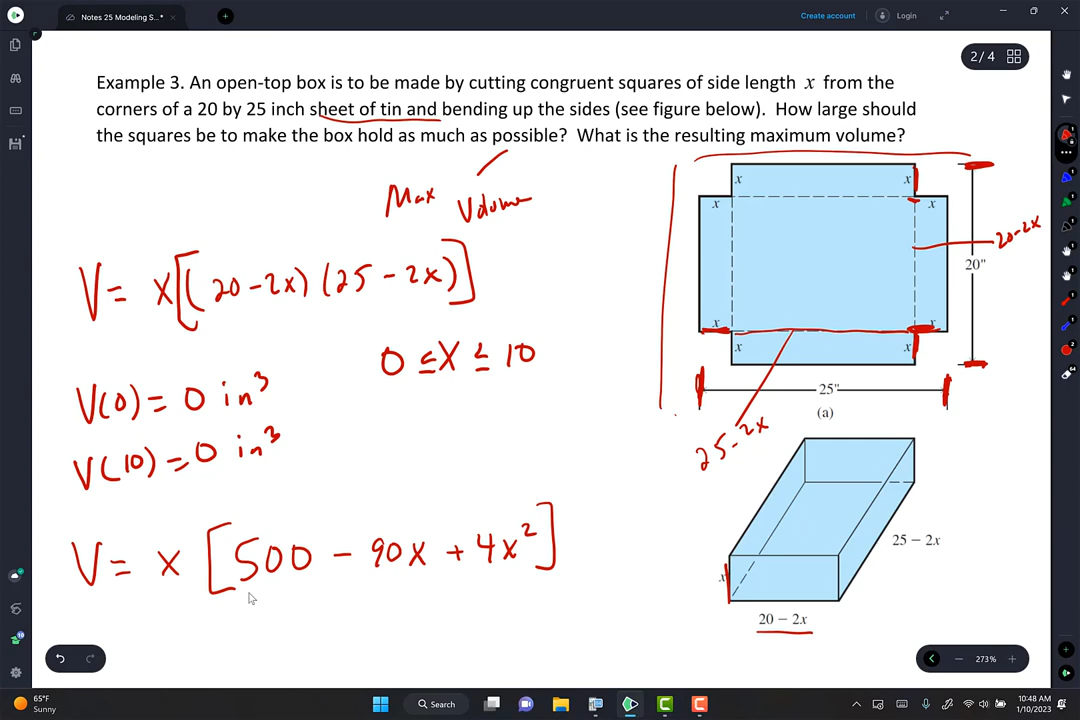 Notes 25 Modeling S...*
Create account
Login
2/4
Example 3. An open-top box is to be made by cutting congruent squares of side length x from the
corners of a 20 by 25 inch sheet of tin and bending up the sides (see figure below). How large should
the squares be to make the box hold as much as possible? What is the resulting maximum volume?
Max Volume
V = x[(20-2x)(25-2x)]
0 ≤ x ≤ 10
V(0) = 0 in³
V(10) = 0 in³
V = x [500 - 90x + 4x²]
x x
x x
20-2x
20"
x x
x x
25"
(a)
25-2x
25 − 2x
x
20 − 2x
273%
65°F
Sunny
Search
10:48 AM
1/10/2023